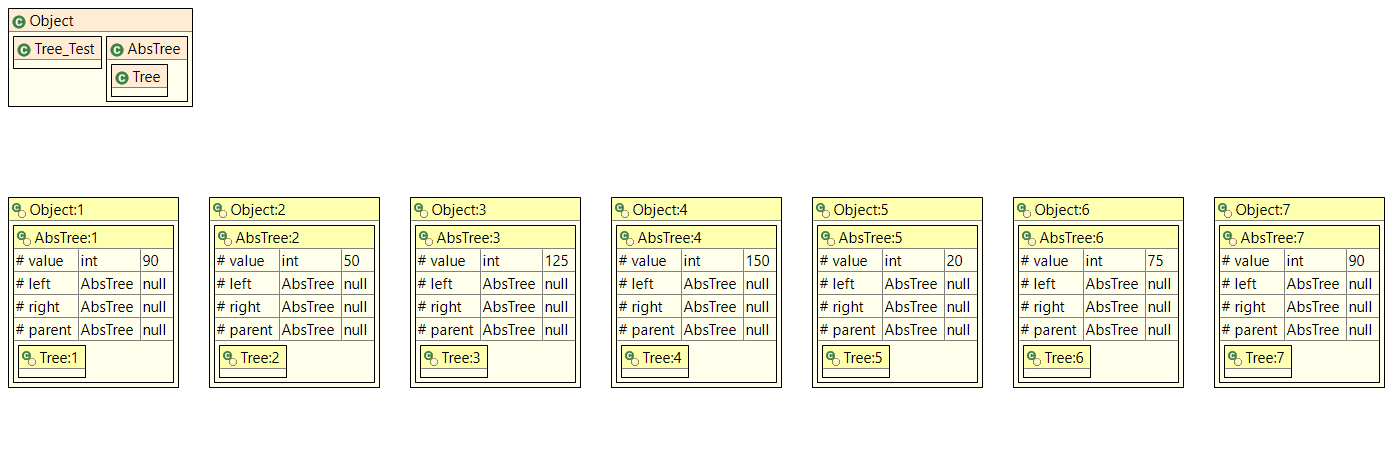 Object
Tree_Test AbsTree
Tree
Object:1 Object:2 Object:3 Object:4 Object:5 Object:6 Object:7
AbsTree:1 AbsTree:2 AbsTree:3 AbsTree:4 AbsTree:5 AbsTree:6 AbsTree:7
# value int 90 # value int 50 # value int 125 # value int 150 # value int 20 # value int 75 # value int 90
# left AbsTree null # left AbsTree null # left AbsTree null # left AbsTree null # left AbsTree null # left AbsTree null # left AbsTree null
# right AbsTree null # right AbsTree null # right AbsTree null # right AbsTree null # right AbsTree null # right AbsTree null # right AbsTree null
# parent AbsTree null # parent AbsTree null # parent AbsTree null # parent AbsTree null # parent AbsTree null # parent AbsTree null # parent AbsTree null
Tree:1 Tree:2 Tree:3 Tree:4 Tree:5 Tree:6 Tree:7